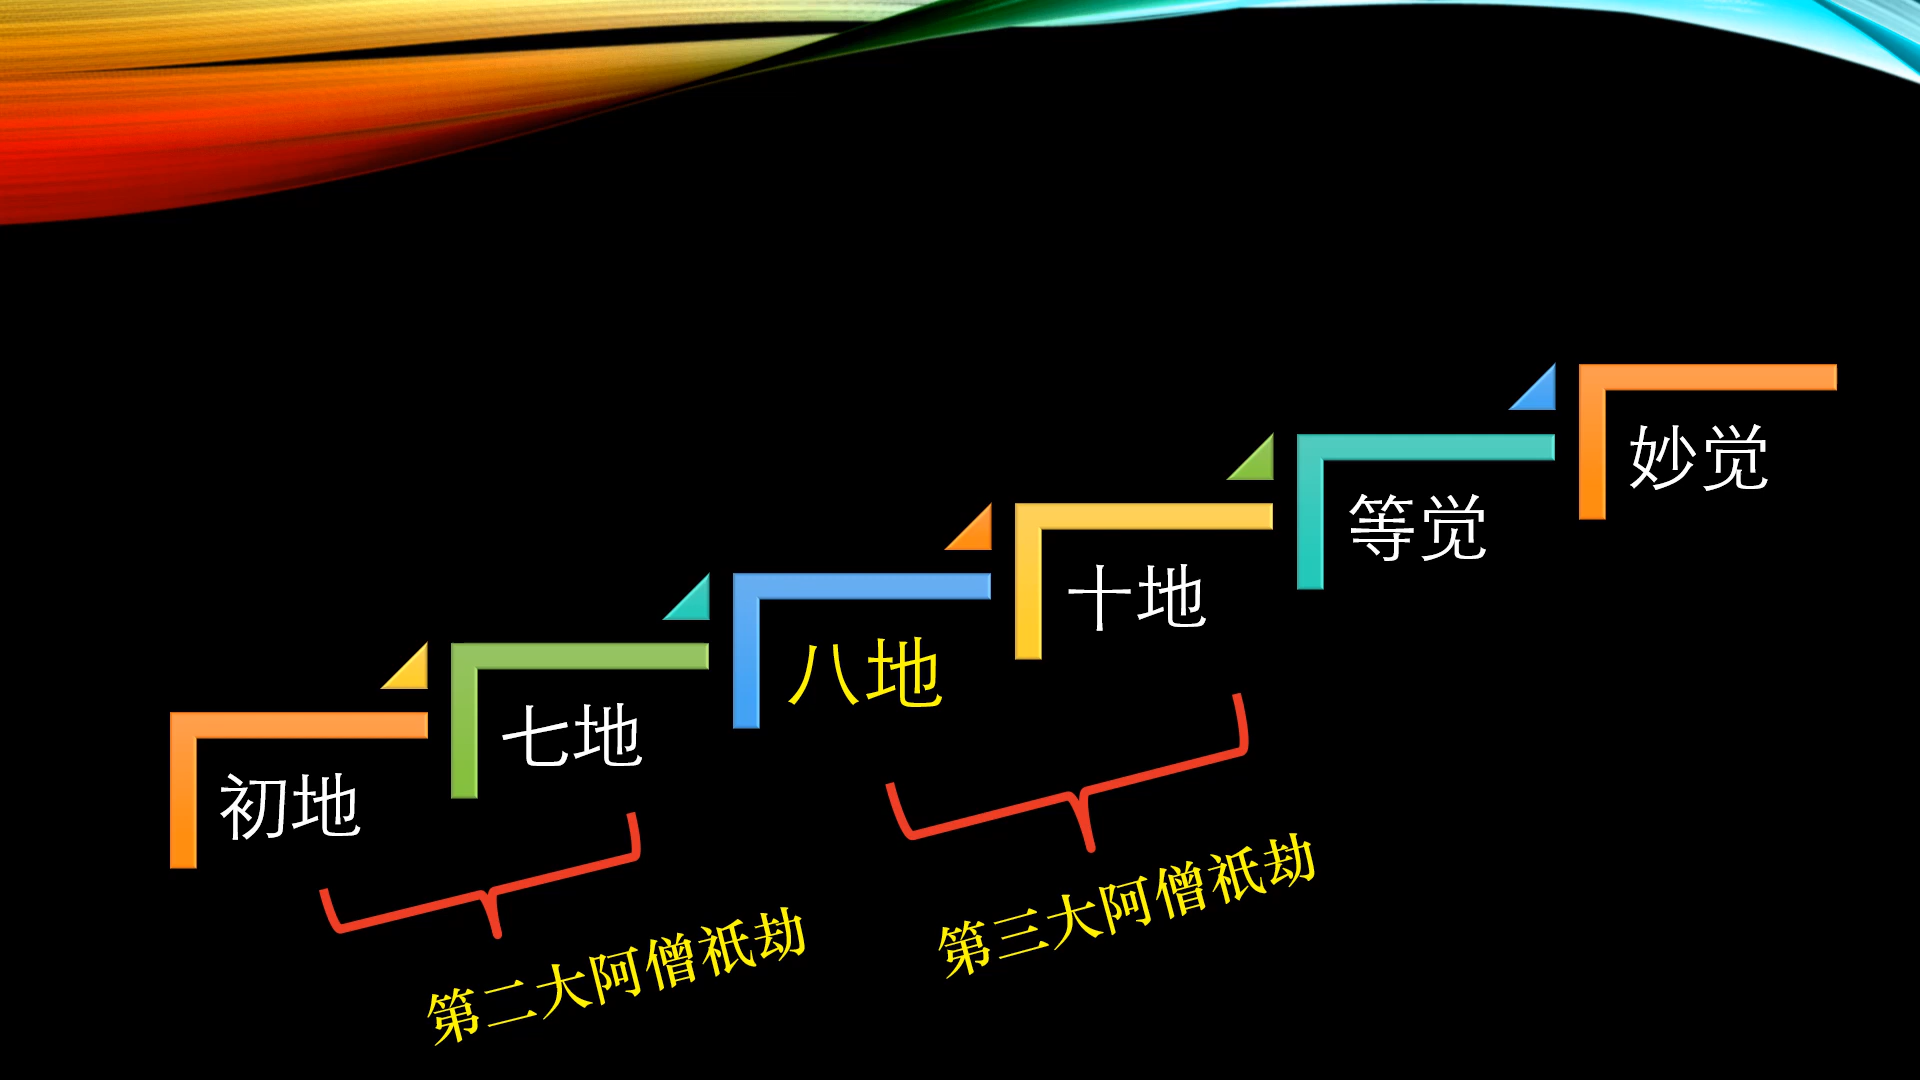 初地
七地
八地
十地
等觉
妙觉
第二大阿僧祇劫
第三大阿僧祇劫